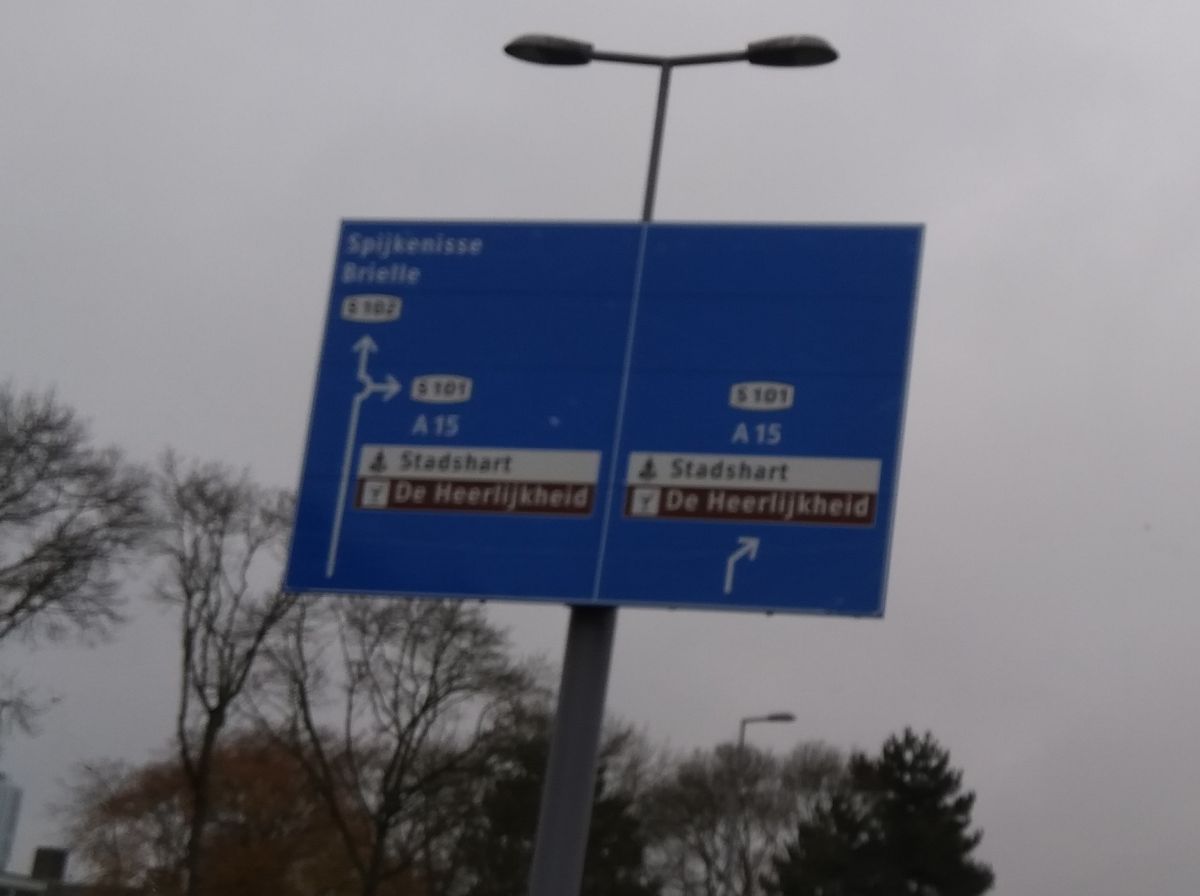 Spijkenisse
Brielle
S 102
S 101
A 15
Stadshart
De Heerlijkheid
S 101
A 15
Stadshart
De Heerlijkheid